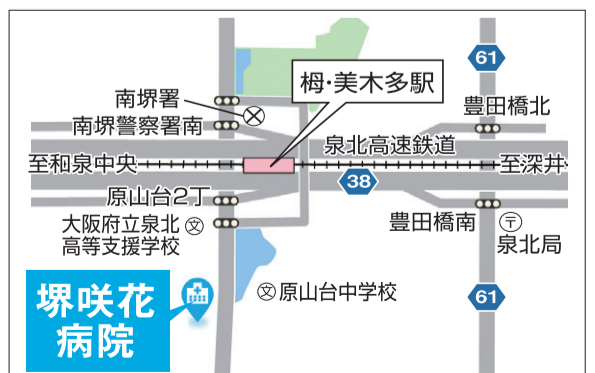 61
栂・美木多駅
南堺署
豊田橋北
南堺警察署南
泉北高速鉄道
至和泉中央
至深井
38
原山台2丁
大阪府立泉北
高等支援学校
文
豊田橋南
〒
泉北局
文
原山台中学校
堺咲花
病院
61